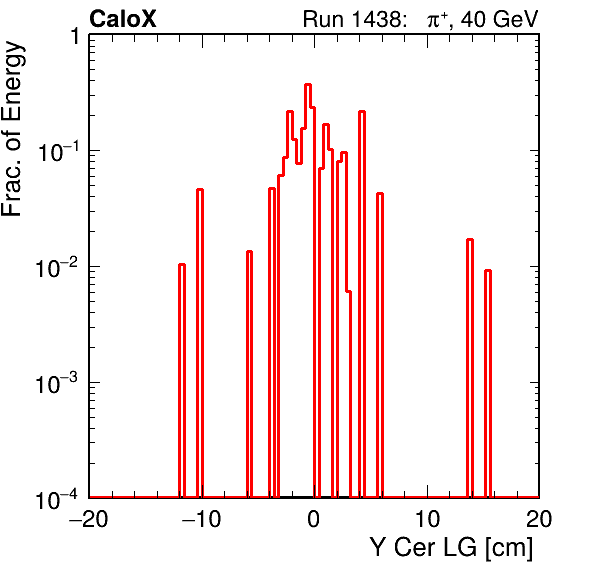 CaloX Run 1438: π⁺, 40 GeV
Frac. of Energy
1
10⁻¹
10⁻²
10⁻³
10⁻⁴
−20 −10 0 10 20
Y Cer LG [cm]